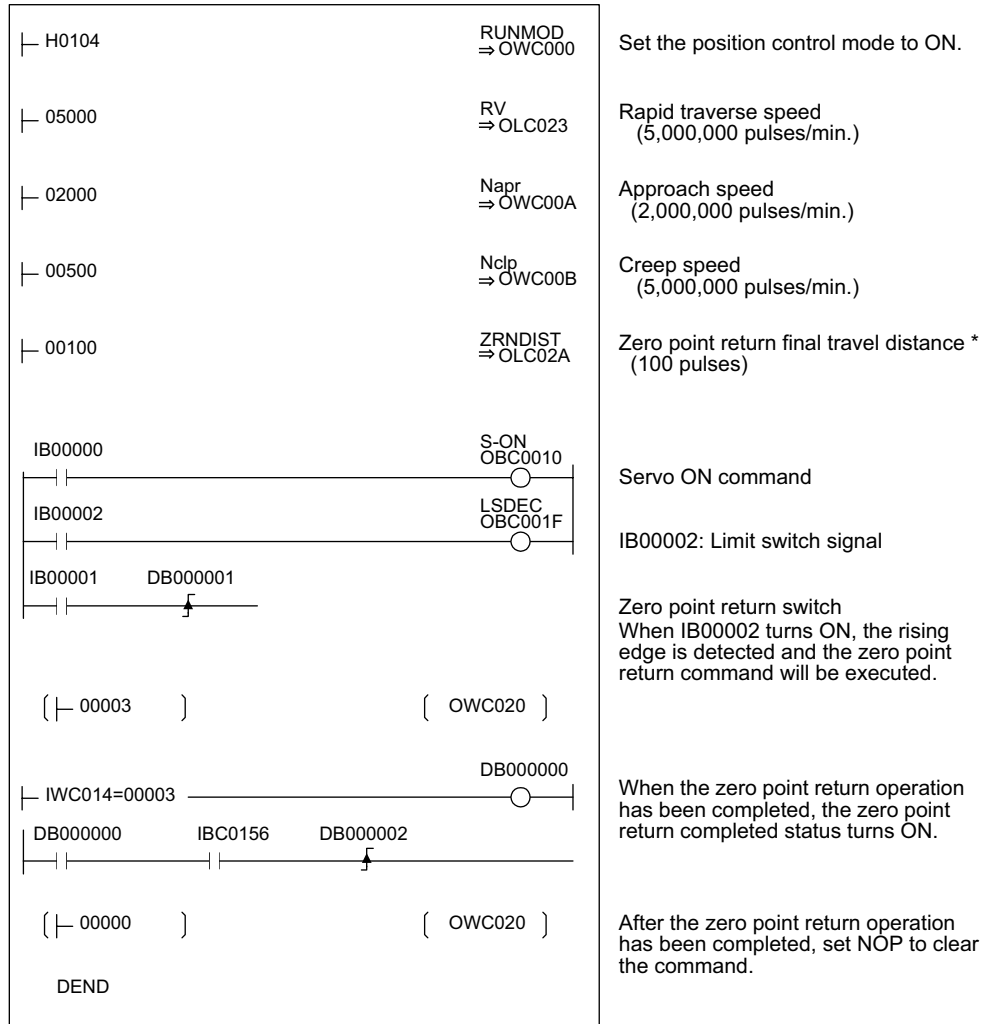 H0104
RUNMOD
⇒ OWC000
Set the position control mode to ON.
05000
RV
⇒ OLC023
Rapid traverse speed
(5,000,000 pulses/min.)
02000
Napr
⇒ OWC00A
Approach speed
(2,000,000 pulses/min.)
00500
Nclp
⇒ OWC00B
Creep speed
(5,000,000 pulses/min.)
00100
ZRNDIST
⇒ OLC02A
Zero point return final travel distance *
(100 pulses)
IB00000
S-ON
OBC0010
Servo ON command
IB00002
LSDEC
OBC001F
IB00002: Limit switch signal
IB00001 DB000001
Zero point return switch
When IB00002 turns ON, the rising
edge is detected and the zero point
return command will be executed.
[ 00003 ] [ OWC020 ]
IWC014=00003
DB000000
When the zero point return operation
has been completed, the zero point
return completed status turns ON.
DB000000 IBC0156 DB000002
[ 00000 ] [ OWC020 ]
After the zero point return operation
has been completed, set NOP to clear
the command.
DEND